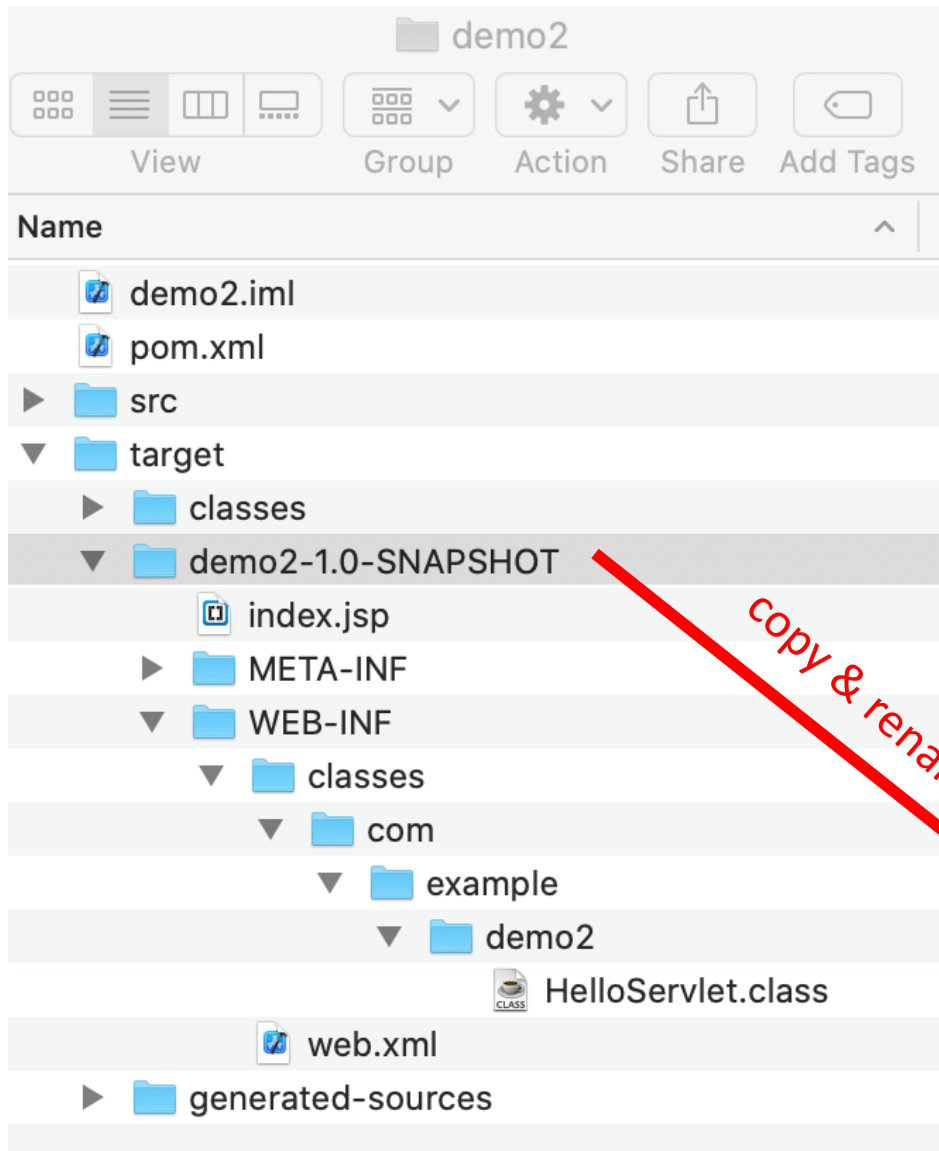 demo2
View Group Action Share Add Tags
Name
demo2.iml
pom.xml
src
target
classes
demo2-1.0-SNAPSHOT
copy &
index.jsp
META-INF
WEB-INF
classes
com
example
demo2
CLASS HelloServlet.class
web.xml
generated-sources